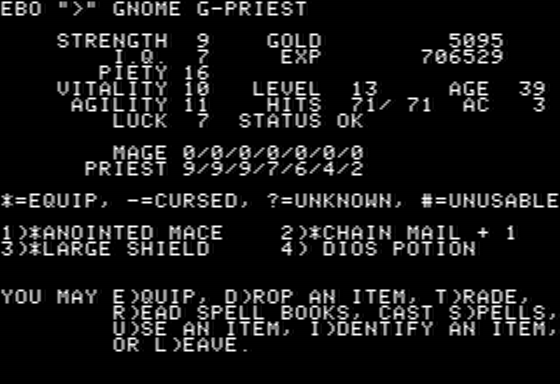 EBO ">" GNOME G-PRIEST
STRENGTH 9 GOLD 5095
I.Q. 7 EXP 706529
PIETY 16
VITALITY 10 LEVEL 13 AGE 39
AGILITY 11 HITS 71/ 71 AC 3
LUCK 7 STATUS OK
MAGE 0/0/0/0/0/0/0
PRIEST 9/9/9/7/6/4/2
*=EQUIP, -=CURSED, ?=UNKNOWN, #=UNUSABLE
1)*ANOINTED MACE 2)*CHAIN MAIL + 1
3)*LARGE SHIELD 4) DIOS POTION
YOU MAY E)QUIP, D)ROP AN ITEM, T)RADE,
R)EAD SPELL BOOKS, CAST S)PELLS,
U)SE AN ITEM, I)DENTIFY AN ITEM,
OR L)EAVE.